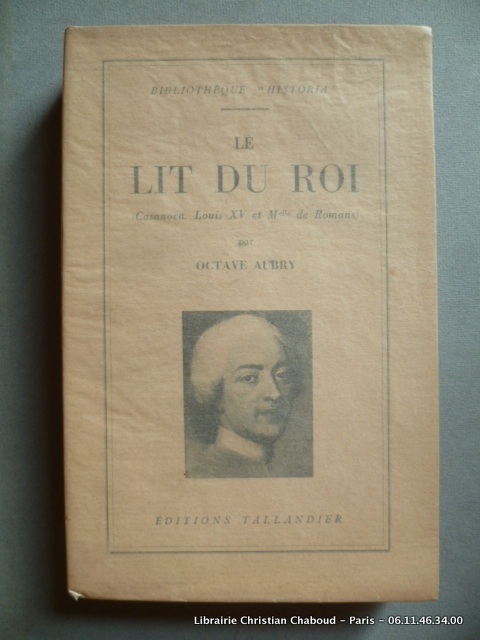 BIBLIOTHÈQUE "HISTORIA"
LE
LIT DU ROI
(Casanova, Louis XV et Mlle de Romans)
par
OCTAVE AUBRY
EDITIONS TALLANDIER
Librairie Christian Chaboud - Paris - 06.11.46.34.00